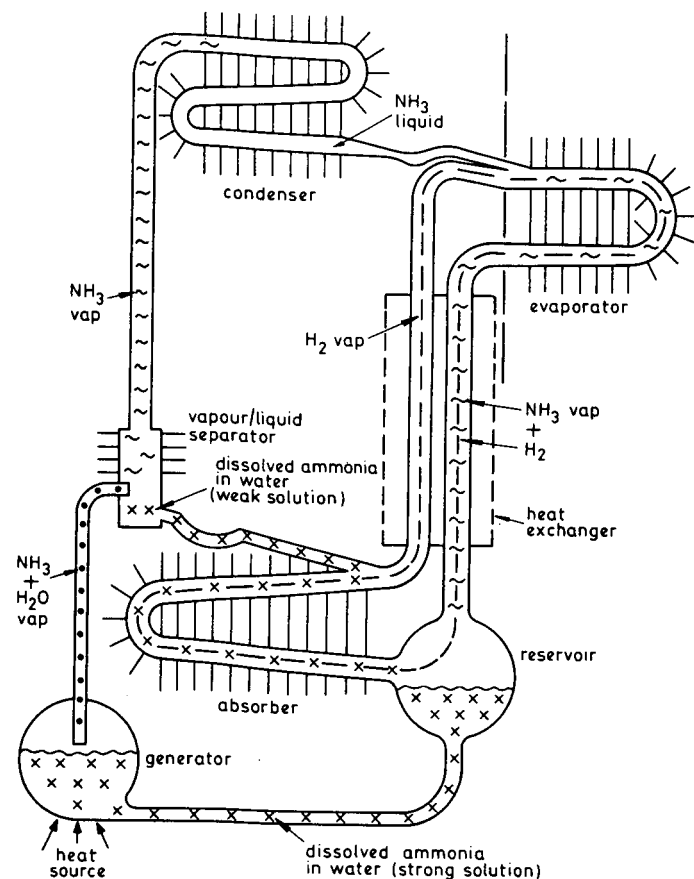 NH₃
liquid
condenser
NH₃
vap
evaporator
H₂ vap
vapour/liquid
separator
NH₃ vap
+
H₂
dissolved ammonia
in water
(weak solution)
heat
exchanger
NH₃
+
H₂O
vap
reservoir
absorber
generator
heat
source
dissolved ammonia
in water (strong solution)